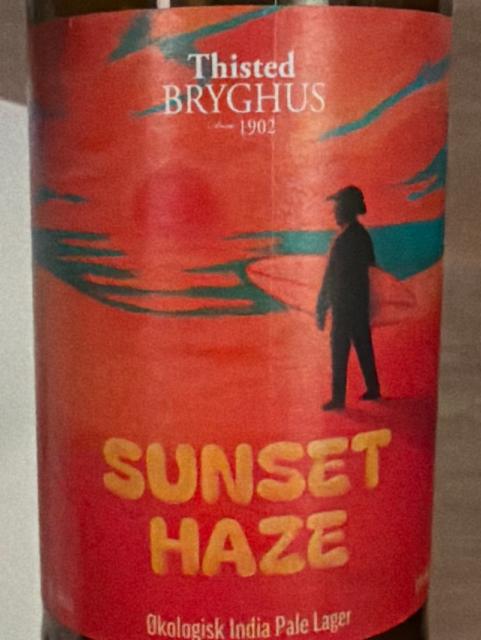 Thisted
BRYGHUS
1902
SUNSET
HAZE
Økologisk India Pale Lager